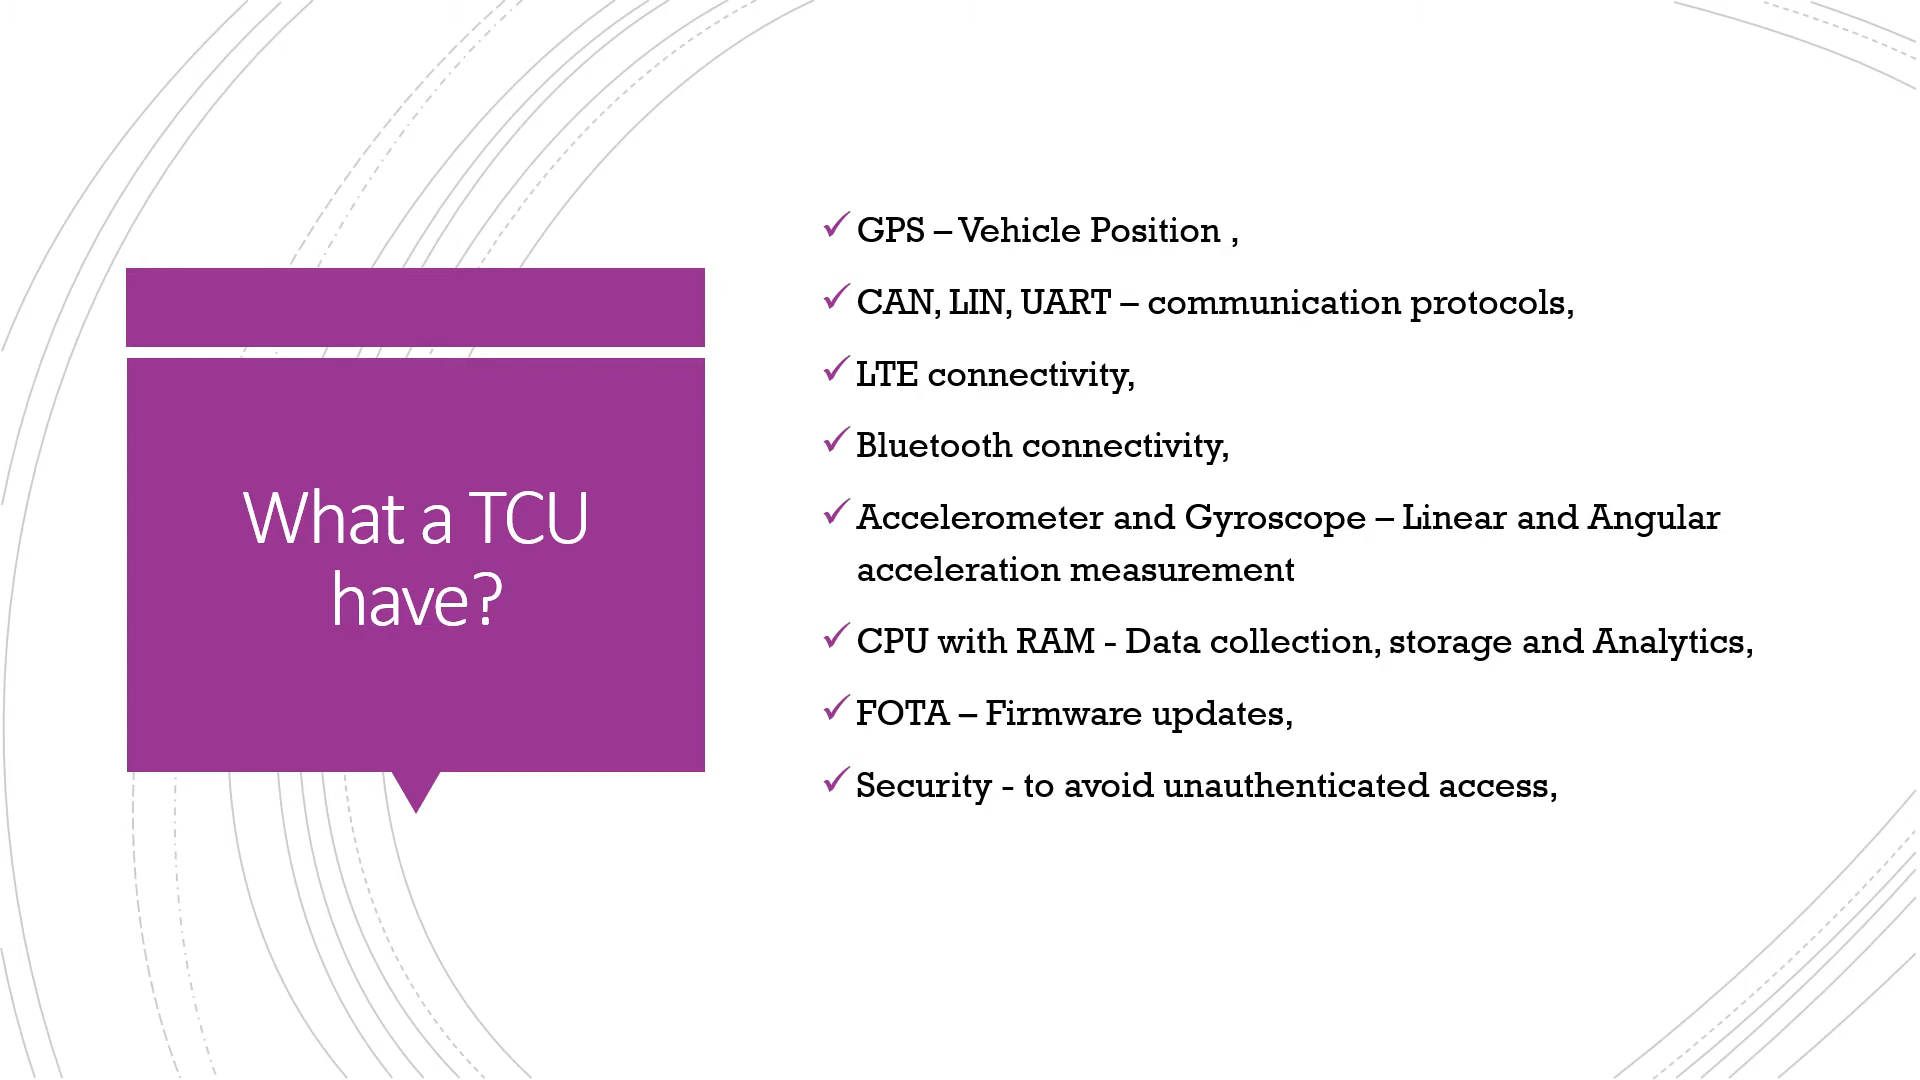 What a TCU
have?
GPS – Vehicle Position ,
CAN, LIN, UART – communication protocols,
LTE connectivity,
Bluetooth connectivity,
Accelerometer and Gyroscope – Linear and Angular
acceleration measurement
CPU with RAM - Data collection, storage and Analytics,
FOTA – Firmware updates,
Security - to avoid unauthenticated access,